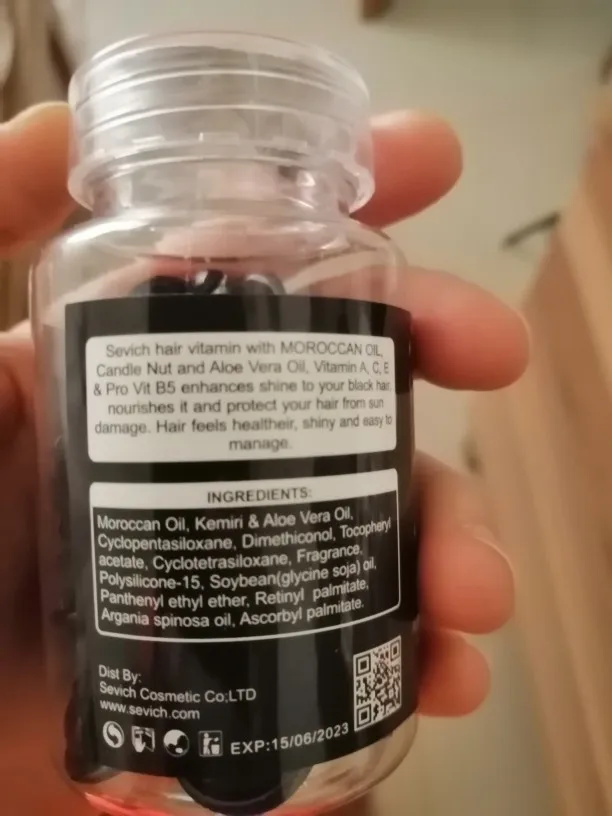 Sevich hair vitamin with MOROCCAN OIL,
Candle Nut and Aloe Vera Oil, Vitamin A, C, E
& Pro Vit B5 enhances shine to your black hair,
nourishes it and protect your hair from sun
damage. Hair feels healtheir, shiny and easy to
manage.
INGREDIENTS:
Moroccan Oil, Kemiri & Aloe Vera Oil,
Cyclopentasiloxane, Dimethiconol, Tocopheryl
acetate, Cyclotetrasiloxane, Fragrance,
Polysilicone-15, Soybean(glycine soja) oil,
Panthenyl ethyl ether, Retinyl palmitate,
Argania spinosa oil, Ascorbyl palmitate.
Dist By:
Sevich Cosmetic Co;LTD
www.sevich.com
EXP:15/06/2023